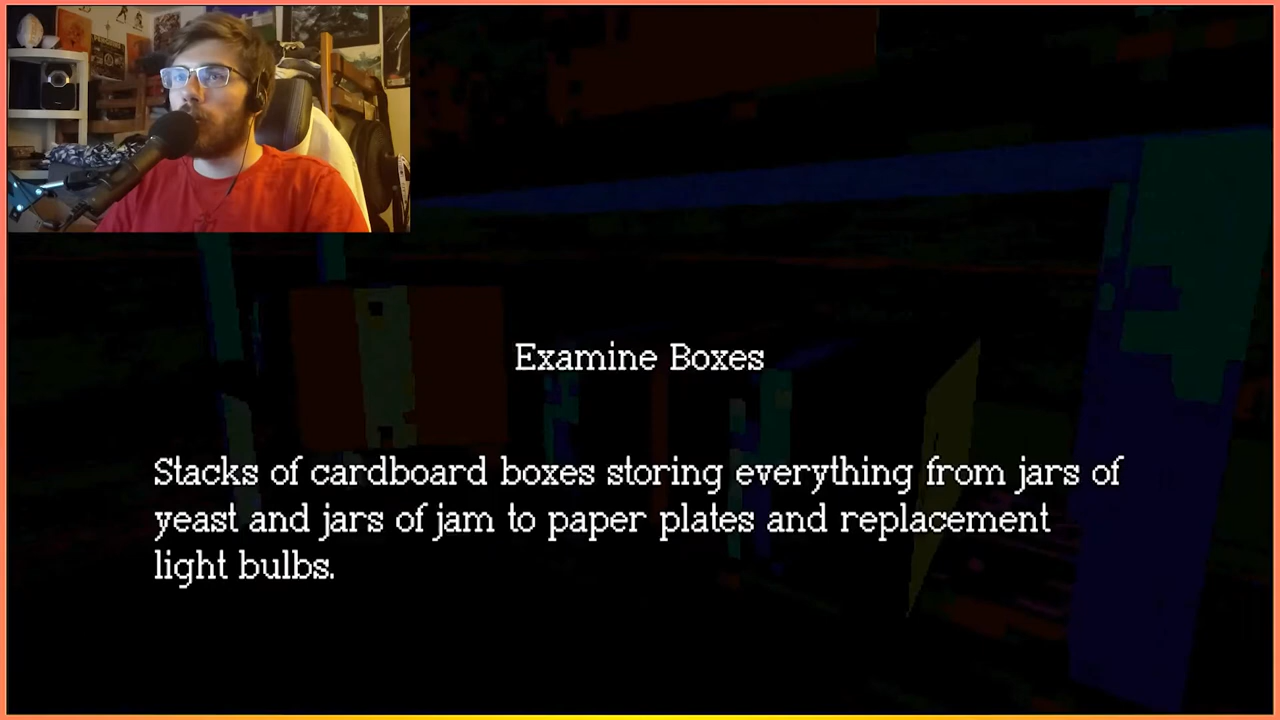 Examine Boxes
Stacks of cardboard boxes storing everything from jars of
yeast and jars of jam to paper plates and replacement
light bulbs.